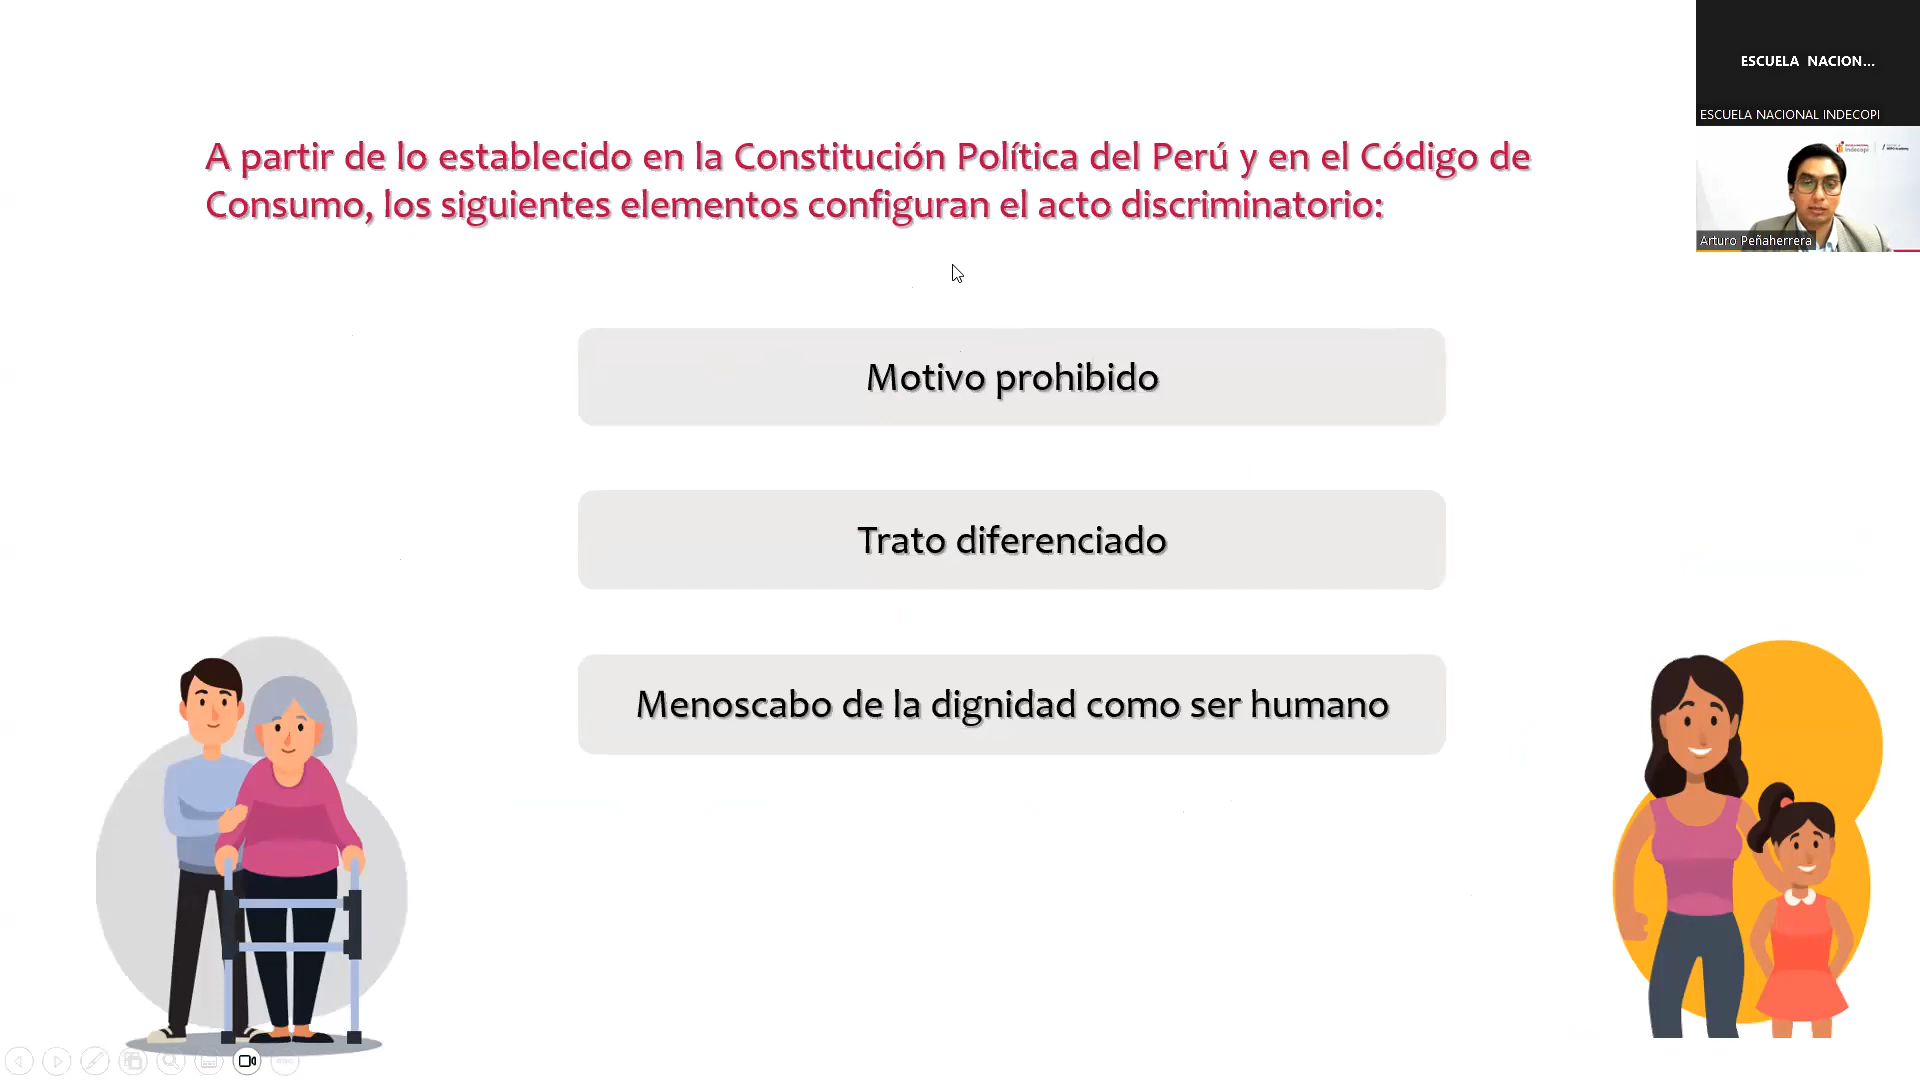 ESCUELA NACION...
ESCUELA NACIONAL INDECOPI
A partir de lo establecido en la Constitución Política del Perú y en el Código de
Consumo, los siguientes elementos configuran el acto discriminatorio:
indecopi
Arturo Peñaherrera
Motivo prohibido
Trato diferenciado
Menoscabo de la dignidad como ser humano